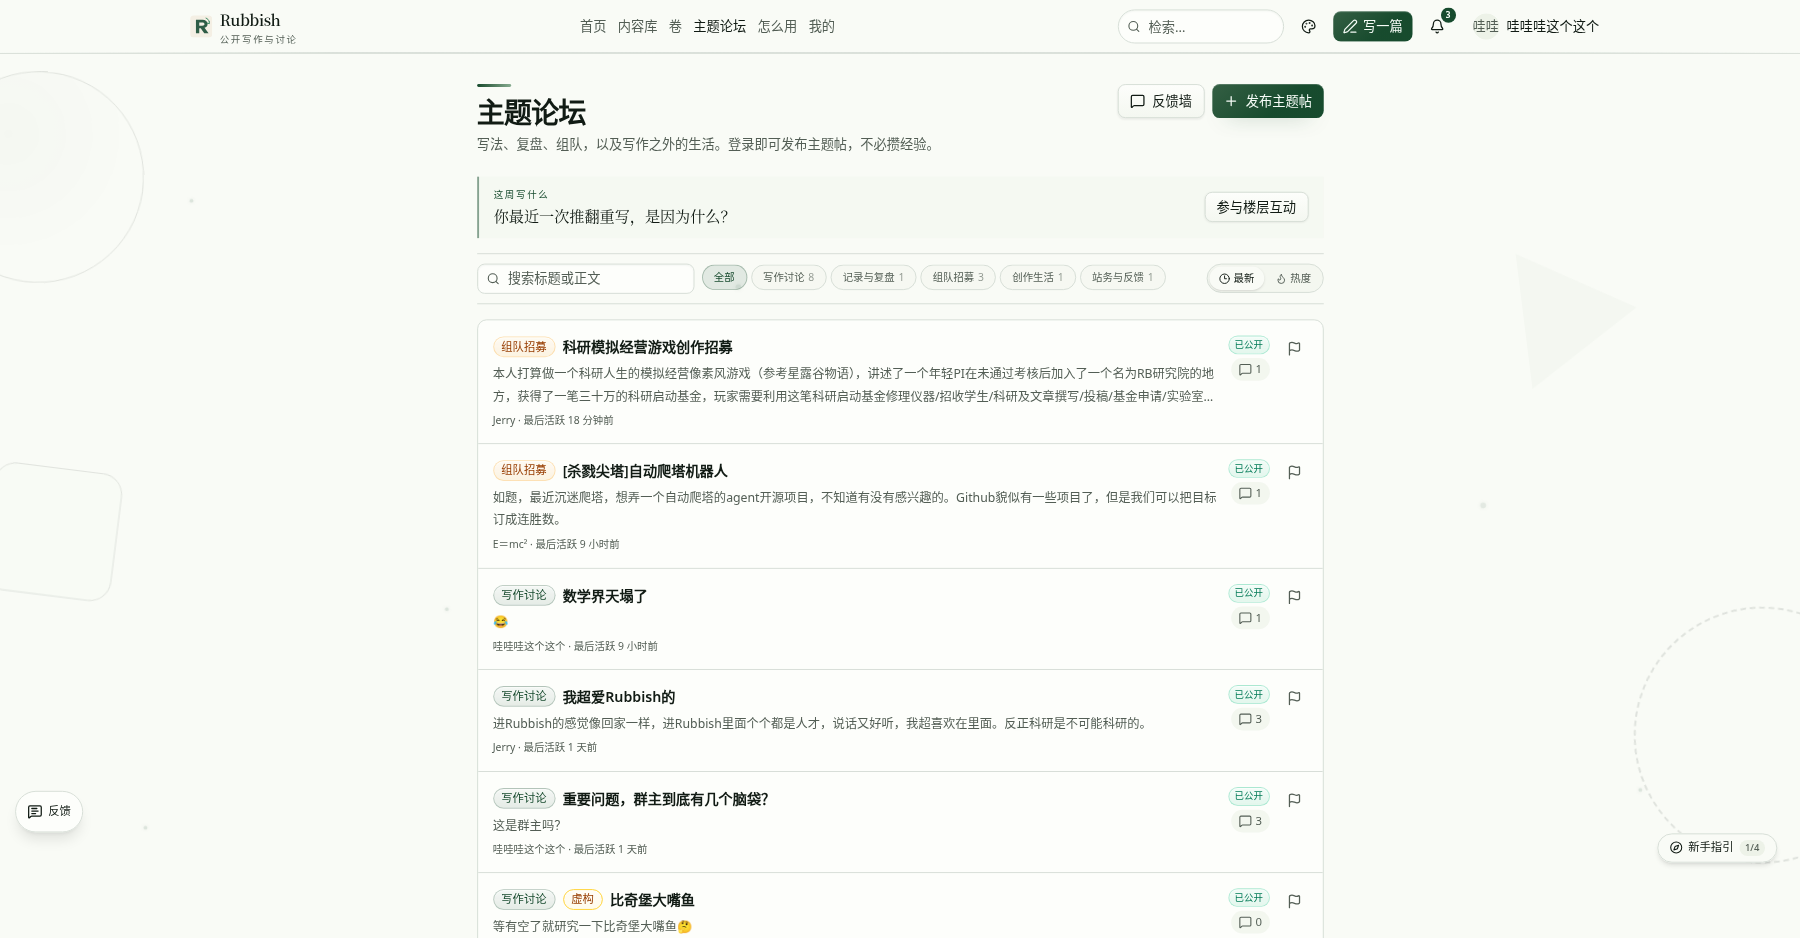 Rubbish
公开写作与讨论
首页 内容库 卷 主题论坛 怎么用 我的
检索...
写一篇
3
哇哇 哇哇哇这个这个
主题论坛
反馈墙
发布主题帖
写法、复盘、组队，以及写作之外的生活。登录即可发布主题帖，不必攒经验。
这周写什么
你最近一次推翻重写，是因为什么？
参与楼层互动
搜索标题或正文
全部 写作讨论 8 记录与复盘 1 组队招募 3 创作生活 1 站务与反馈 1
最新 热度
组队招募 科研模拟经营游戏创作招募 已公开
本人打算做一个科研人生的模拟经营像素风游戏（参考星露谷物语），讲述了一个年轻PI在未通过考核后加入了一个名为RB研究院的地 1
方，获得了一笔三十万的科研启动基金，玩家需要利用这笔科研启动基金修理仪器/招收学生/科研及文章撰写/投稿/基金申请/实验室...
Jerry · 最后活跃 18 分钟前
组队招募 [杀戮尖塔]自动爬塔机器人 已公开
如题，最近沉迷爬塔，想弄一个自动爬塔的agent开源项目，不知道有没有感兴趣的。Github貌似有一些项目了，但是我们可以把目标 1
订成连胜数。
E＝mc² · 最后活跃 9 小时前
写作讨论 数学界天塌了 已公开
😂 1
哇哇哇这个这个 · 最后活跃 9 小时前
写作讨论 我超爱Rubbish的 已公开
进Rubbish的感觉像回家一样，进Rubbish里面个个都是人才，说话又好听，我超喜欢在里面。反正科研是不可能科研的。 3
Jerry · 最后活跃 1 天前
写作讨论 重要问题，群主到底有几个脑袋？ 已公开
这是群主吗？ 3
哇哇哇这个这个 · 最后活跃 1 天前
写作讨论 虚构 比奇堡大嘴鱼 已公开
等有空了就研究一下比奇堡大嘴鱼🤔 0
反馈
新手指引 1/4